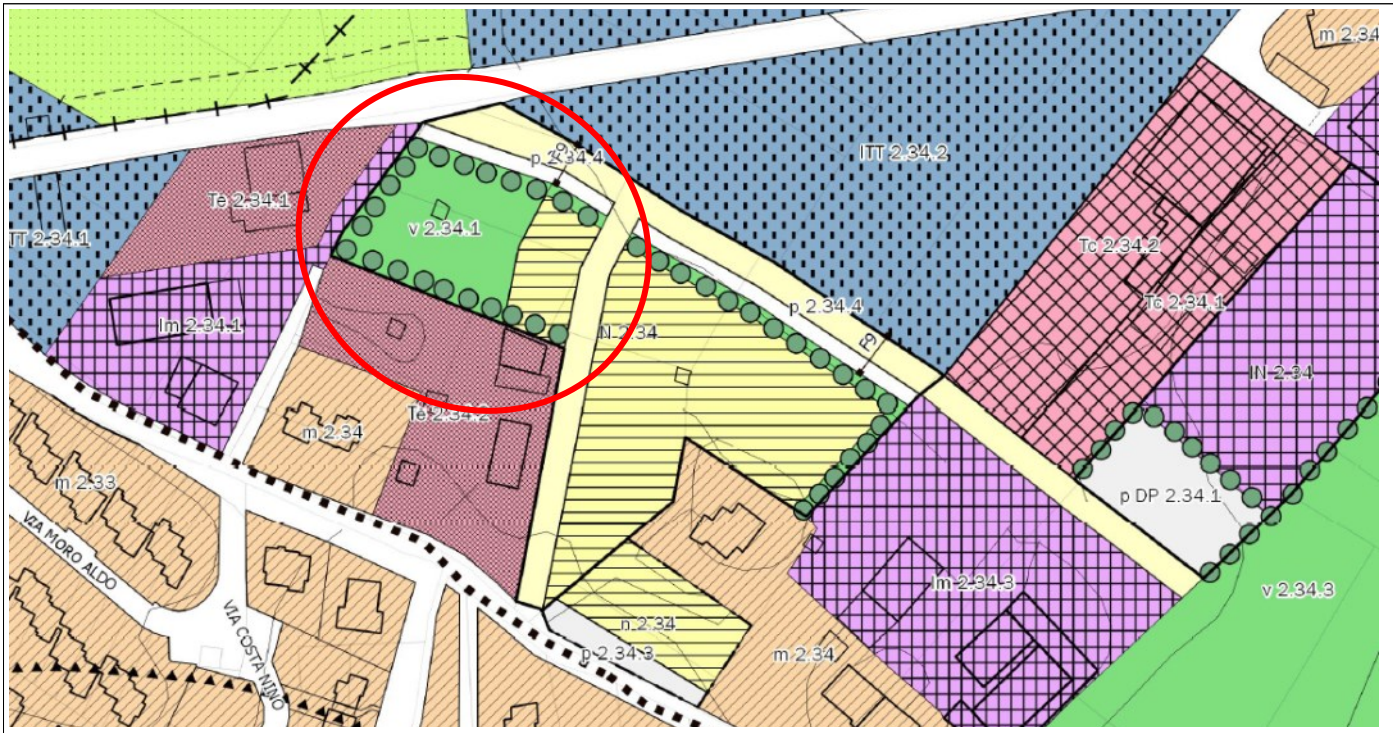 m 2.34
p 2.34.4
ITT 2.34.2
Te 2.34.1
v 2.34.1
TT 2.34.1
Tc 2.34.2
p 2.34.4
Tc 2.34.1
Im 2.34.1
N 2.34
F9
IN 2.34
Te 2.34.2
m 2.34
m 2.33
p DP 2.34.1
VIA MORO ALDO
Im 2.34.3
v 2.34.3
VIA COSTA NINO
n 2.34
p 2.34.3
m 2.34